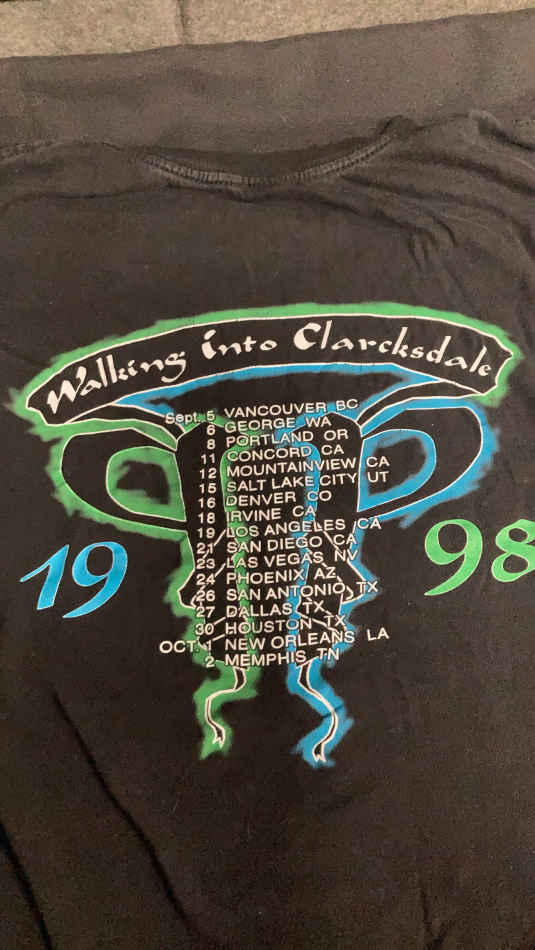 Walking into Clarcksdale
Sept. 5 VANCOUVER BC
6 GEORGE WA
8 PORTLAND OR
11 CONCORD CA
12 MOUNTAINVIEW CA
15 SALT LAKE CITY UT
16 DENVER CO
18 IRVINE CA
19 LOS ANGELES CA
21 SAN DIEGO CA
23 LAS VEGAS NV
24 PHOENIX AZ
26 SAN ANTONIO TX
27 DALLAS TX
30 HOUSTON TX
OCT. 1 NEW ORLEANS LA
2 MEMPHIS TN
19 98